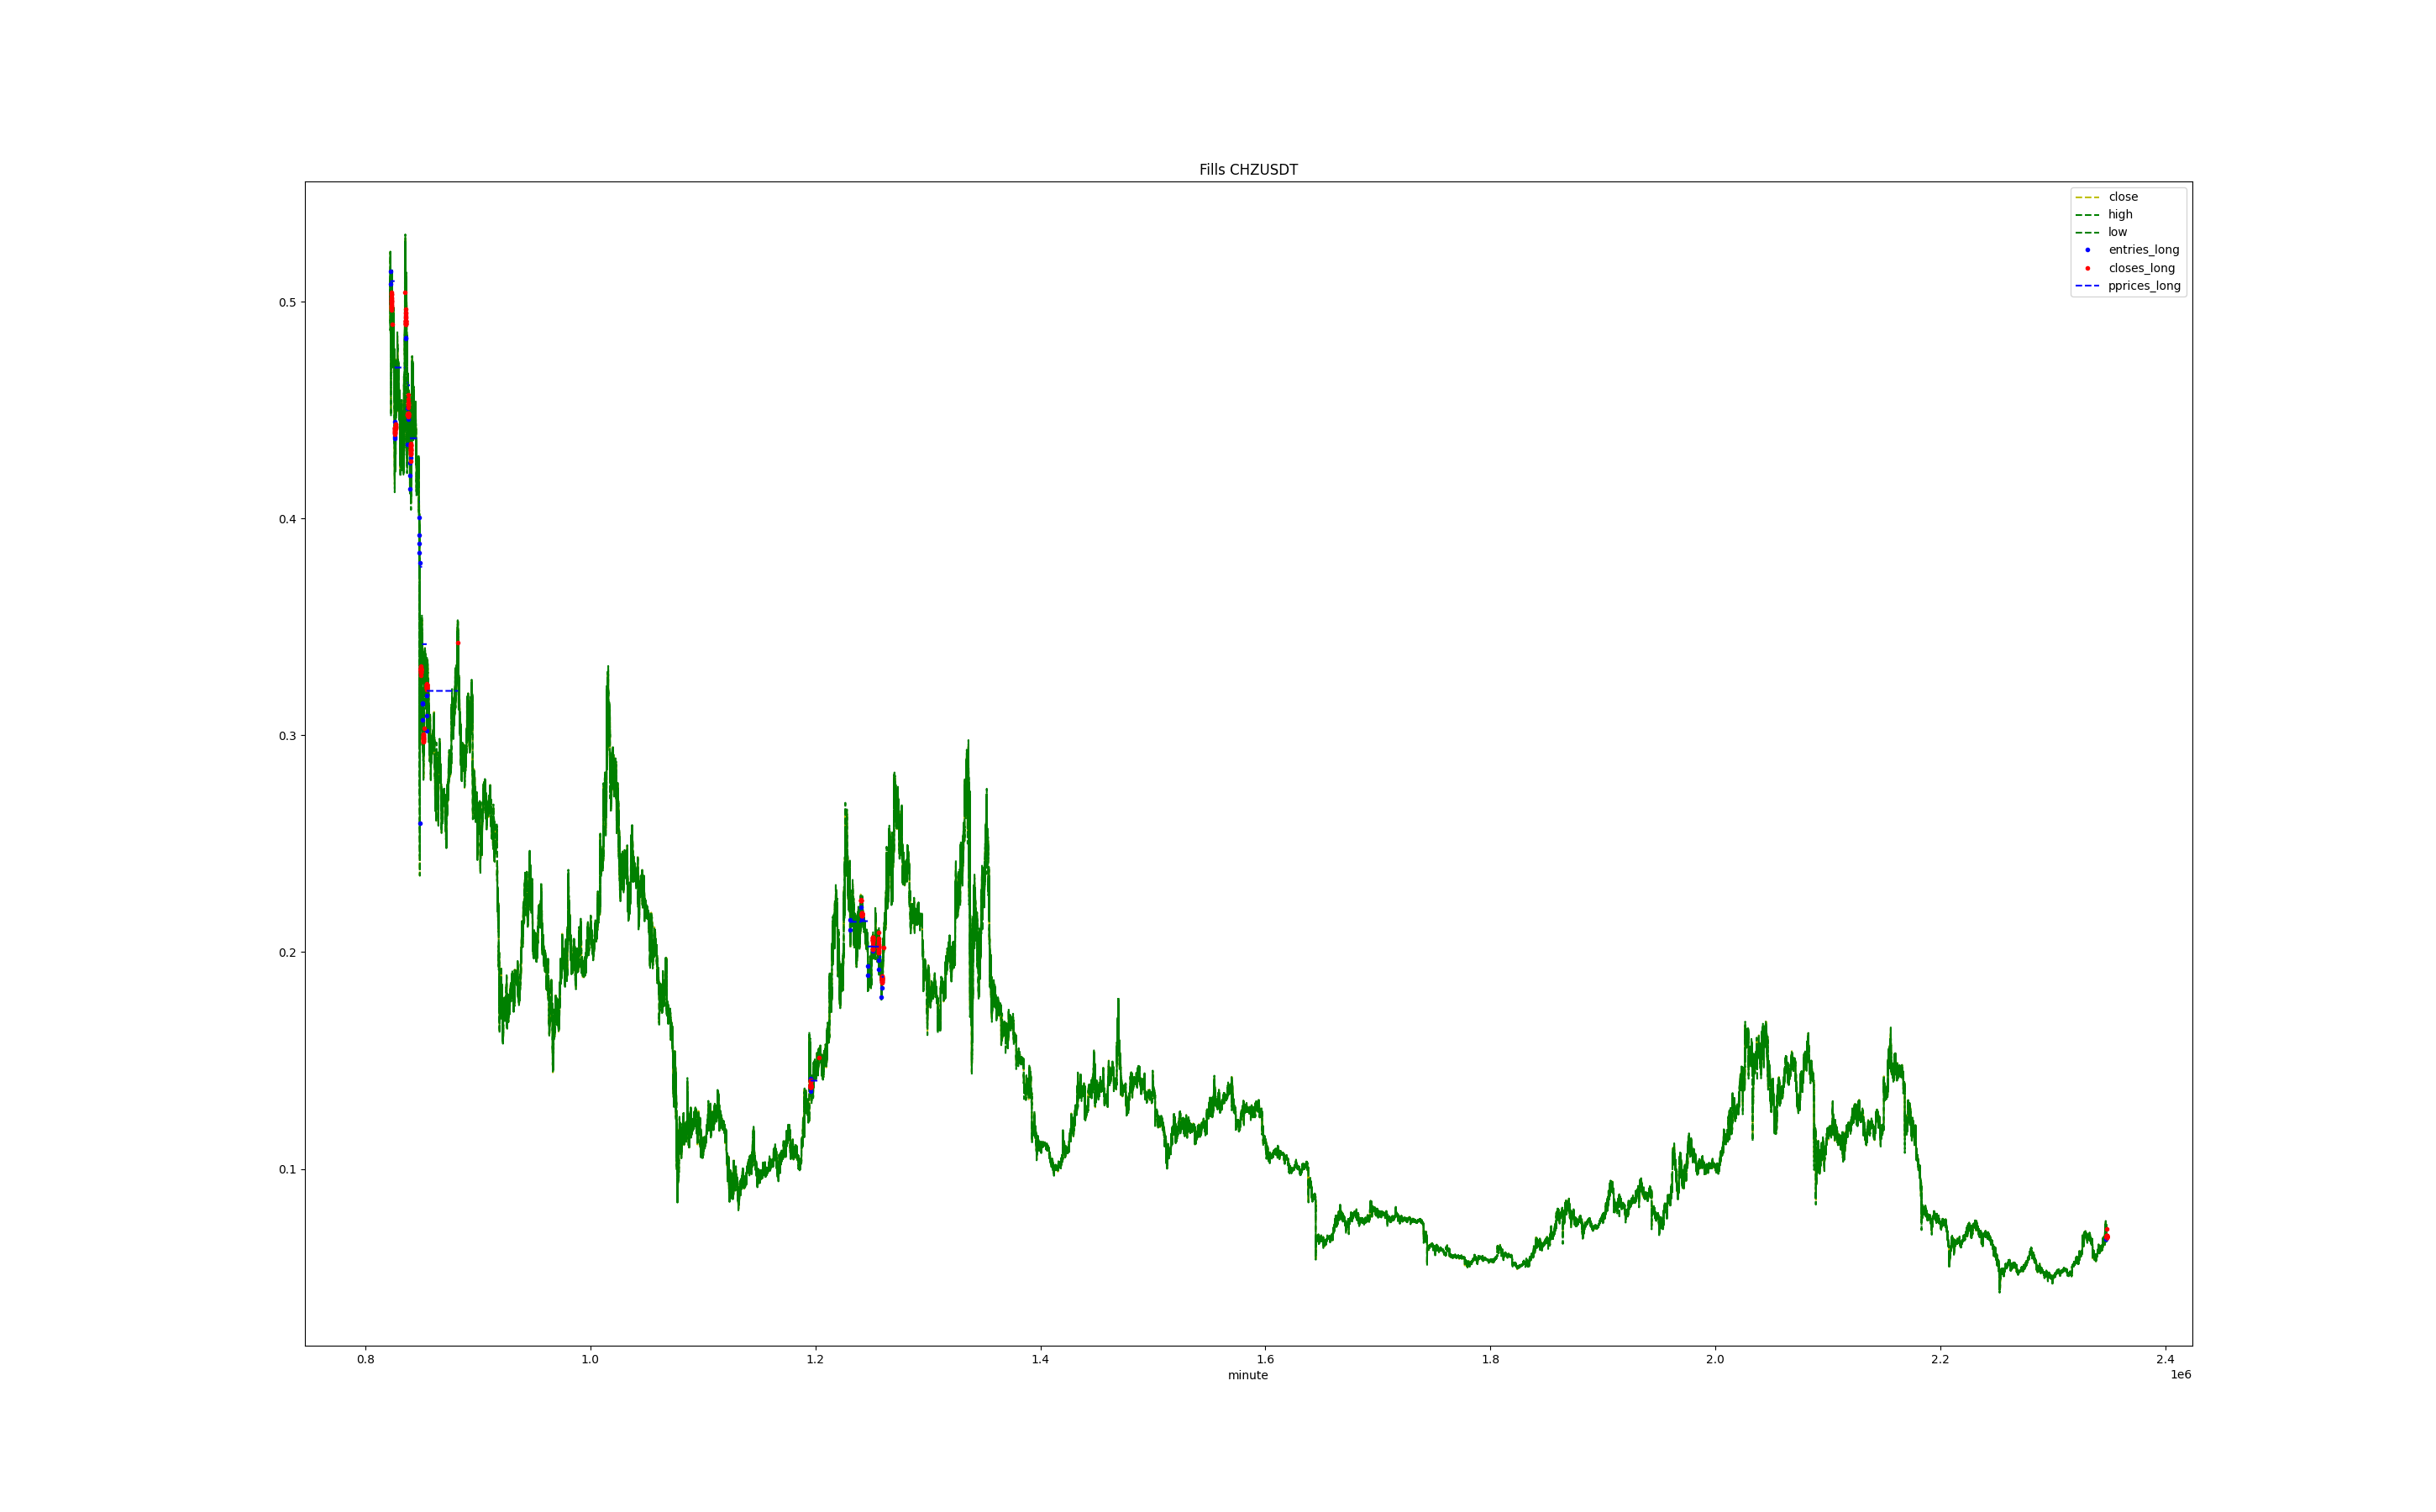 Fills CHZUSDT
close
high
low
entries_long
closes_long
pprices_long
0.5
0.4
0.3
0.2
0.1
0.8 1.0 1.2 1.4 1.6 1.8 2.0 2.2 2.4
minute
1e6